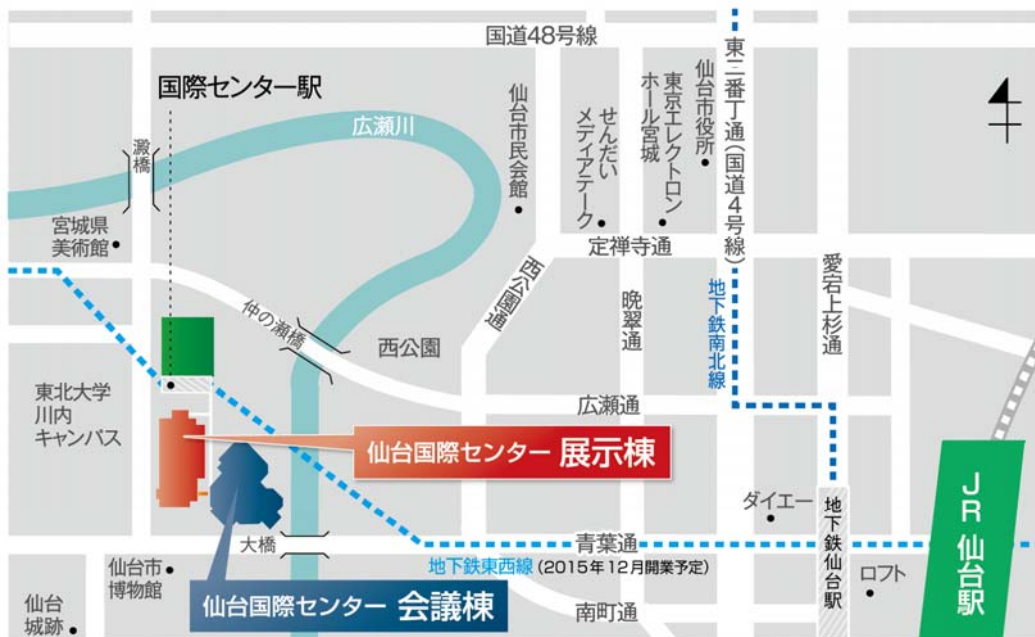 国道48号線
国際センター駅
澱橋
広瀬川
仙台市民会館
せんだい
メディアテーク
東京エレクトロン
ホール宮城
仙台市役所
東二番丁通(国道4号線)
宮城県
美術館
定禅寺通
西公園通
晩翠通
地下鉄南北線
愛宕上杉通
仲の瀬橋
西公園
東北大学
川内
キャンパス
広瀬通
仙台国際センター 展示棟
JR 仙台駅
ダイエー
地下鉄仙台駅
大橋
青葉通
地下鉄東西線 (2015年12月開業予定)
仙台市
博物館
仙台国際センター 会議棟
ロフト
南町通
仙台
城跡